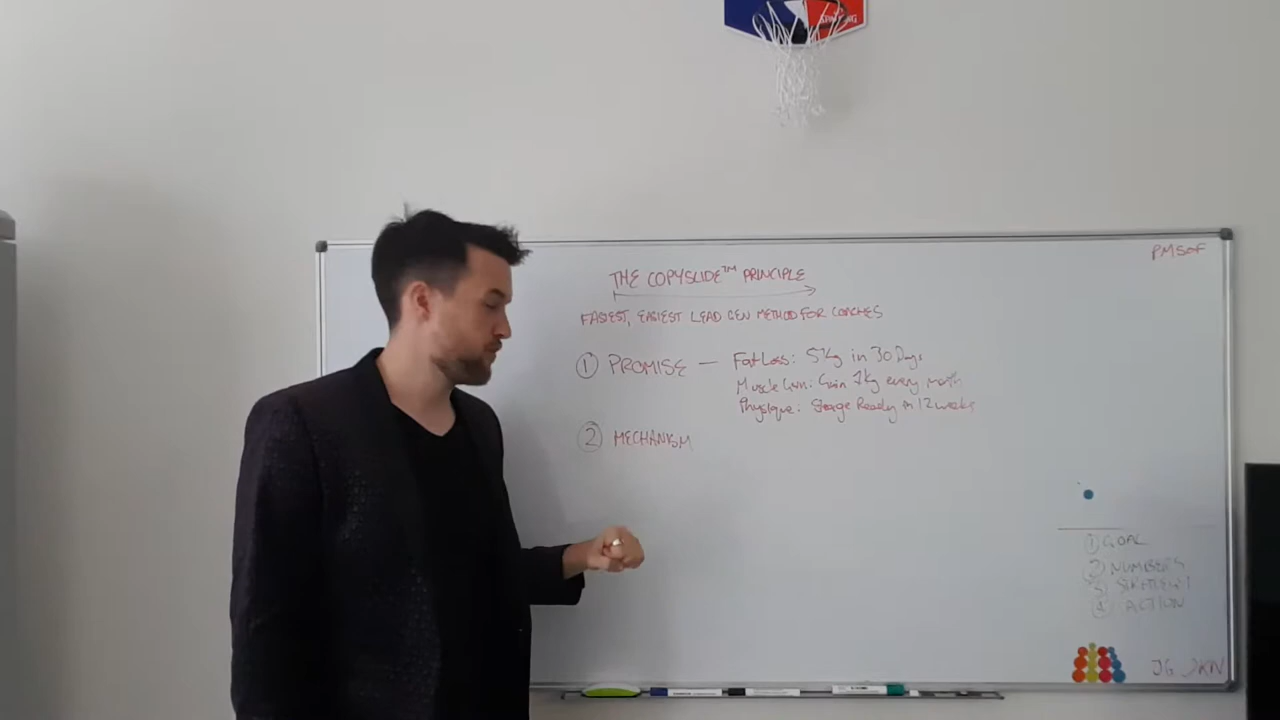 SPALDING
PMSOF
THE COPYSLIDE™ PRINCIPLE
FASTEST, EASIEST LEAD GEN METHOD FOR COACHES
① PROMISE — Fat Loss: 5kg in 30 Days
Muscle Gain: Gain 1kg every month
Physique: Stage Ready in 12 weeks
② MECHANISM
① GOAL
② NUMBERS
③ STRATEGY
④ ACTION
JG